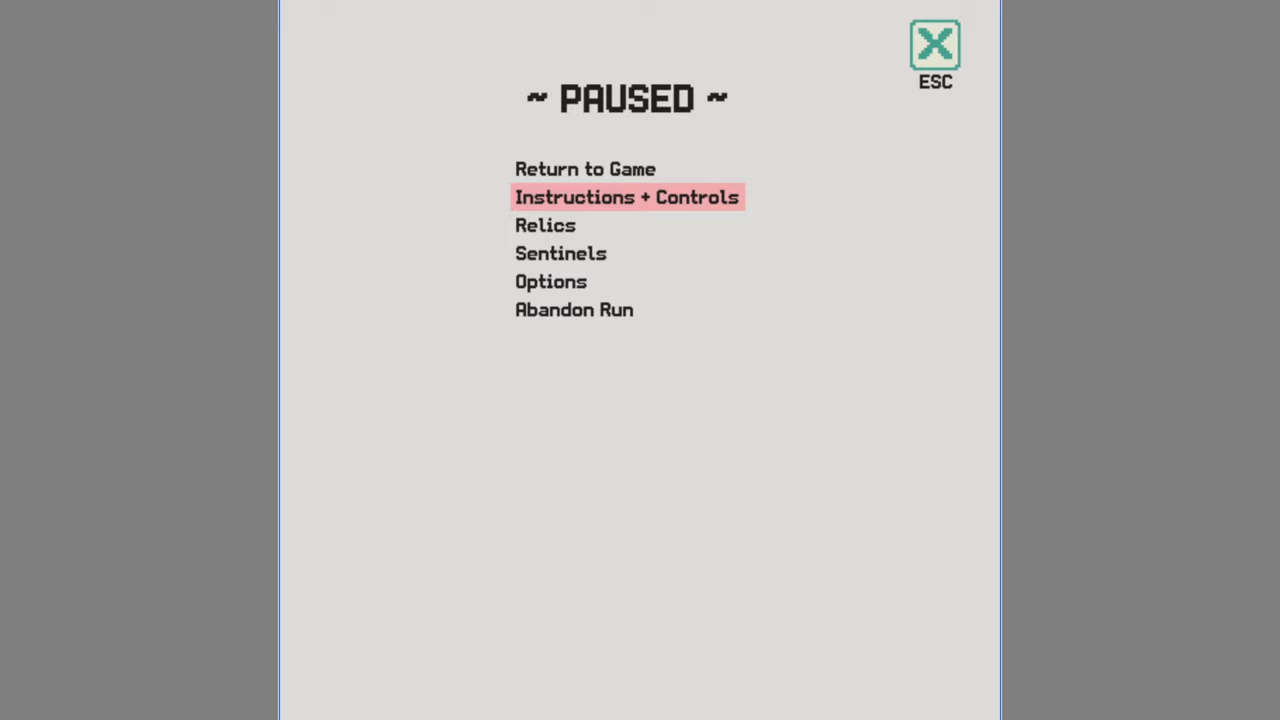 ESC
~ PAUSED ~
Return to Game
Instructions + Controls
Relics
Sentinels
Options
Abandon Run